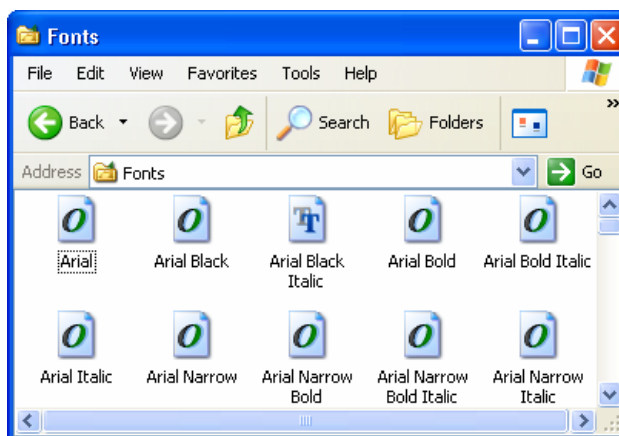 Fonts
File Edit View Favorites Tools Help
Back Search Folders »
Address Fonts Go
Arial Arial Black Arial Black Italic Arial Bold Arial Bold Italic
Arial Italic Arial Narrow Arial Narrow Bold Arial Narrow Bold Italic Arial Narrow Italic